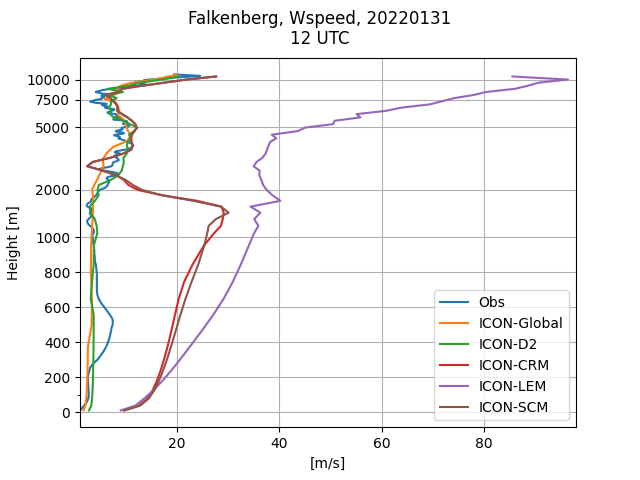 Falkenberg, Wspeed, 20220131
12 UTC
Height [m]
10000
7500
5000
2000
1000
800
600
400
200
0
20
40
60
80
[m/s]
Obs
ICON-Global
ICON-D2
ICON-CRM
ICON-LEM
ICON-SCM